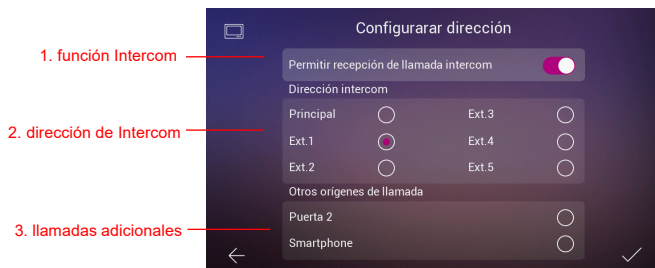 Configurarar dirección
1. función Intercom
Permitir recepción de llamada intercom
Dirección intercom
Principal Ext.3
2. dirección de Intercom
Ext.1 Ext.4
Ext.2 Ext.5
Otros orígenes de llamada
Puerta 2
3. llamadas adicionales
Smartphone